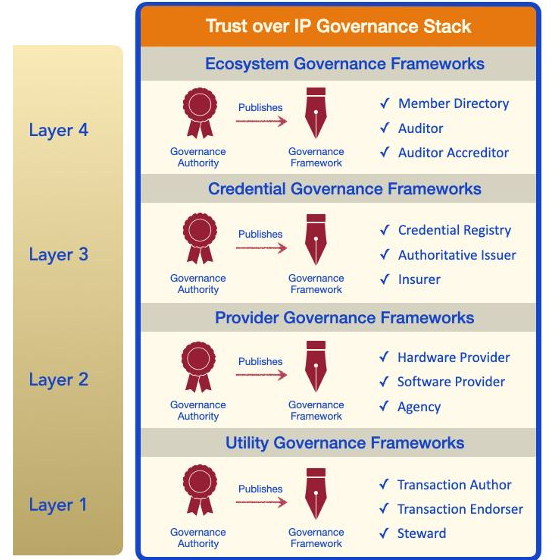 Trust over IP Governance Stack
Ecosystem Governance Frameworks
Layer 4
Publishes
Governance
Authority
Governance
Framework
✓ Member Directory
✓ Auditor
✓ Auditor Accreditor
Credential Governance Frameworks
Layer 3
Publishes
Governance
Authority
Governance
Framework
✓ Credential Registry
✓ Authoritative Issuer
✓ Insurer
Provider Governance Frameworks
Layer 2
Publishes
Governance
Authority
Governance
Framework
✓ Hardware Provider
✓ Software Provider
✓ Agency
Utility Governance Frameworks
Layer 1
Publishes
Governance
Authority
Governance
Framework
✓ Transaction Author
✓ Transaction Endorser
✓ Steward